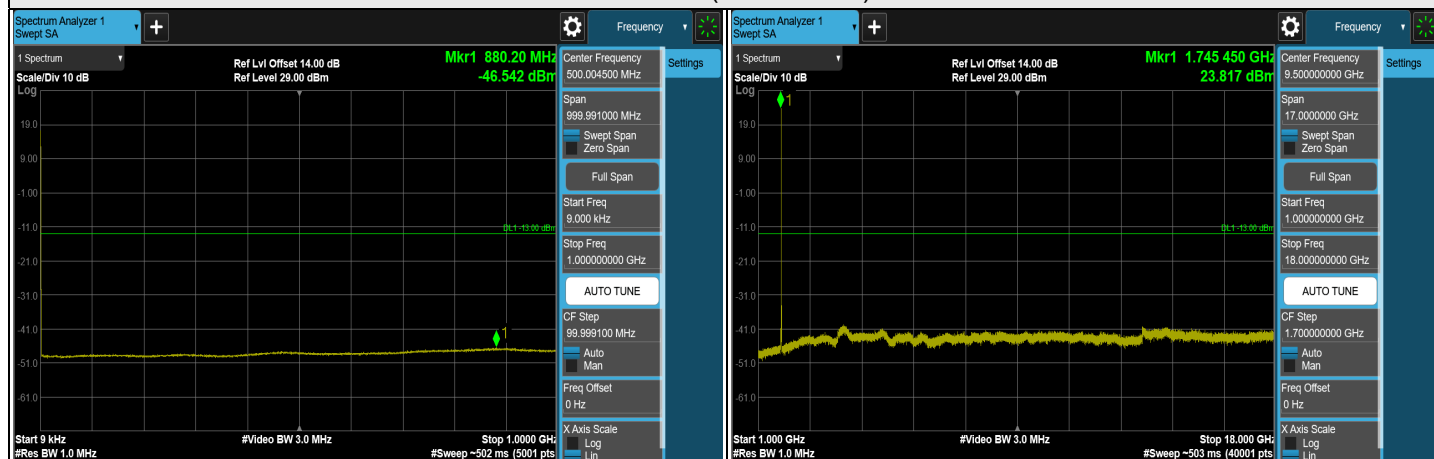 Spectrum Analyzer 1
Swept SA
+
Frequency
1 Spectrum
Scale/Div 10 dB
Log
Ref Lvl Offset 14.00 dB
Ref Level 29.00 dBm
Mkr1 880.20 MHz
-46.542 dBm
19.0
9.00
-1.00
-11.0
-21.0
-31.0
-41.0
-51.0
-61.0
DL1 -13.00 dBm
1
Start 9 kHz
#Res BW 1.0 MHz
#Video BW 3.0 MHz
Stop 1.0000 GHz
#Sweep ~502 ms (5001 pts)
Center Frequency
500.004500 MHz
Settings
Span
999.991000 MHz
Swept Span
Zero Span
Full Span
Start Freq
9.000 kHz
Stop Freq
1.000000000 GHz
AUTO TUNE
CF Step
99.999100 MHz
Auto
Man
Freq Offset
0 Hz
X Axis Scale
Log
Lin
Spectrum Analyzer 1
Swept SA
+
Frequency
1 Spectrum
Scale/Div 10 dB
Log
Ref Lvl Offset 14.00 dB
Ref Level 29.00 dBm
Mkr1 1.745 450 GHz
23.817 dBm
1
19.0
9.00
-1.00
-11.0
-21.0
-31.0
-41.0
-51.0
-61.0
DL1 -13.00 dBm
Start 1.000 GHz
#Res BW 1.0 MHz
#Video BW 3.0 MHz
Stop 18.000 GHz
#Sweep ~503 ms (40001 pts)
Center Frequency
9.500000000 GHz
Settings
Span
17.0000000 GHz
Swept Span
Zero Span
Full Span
Start Freq
1.000000000 GHz
Stop Freq
18.000000000 GHz
AUTO TUNE
CF Step
1.700000000 GHz
Auto
Man
Freq Offset
0 Hz
X Axis Scale
Log
Lin